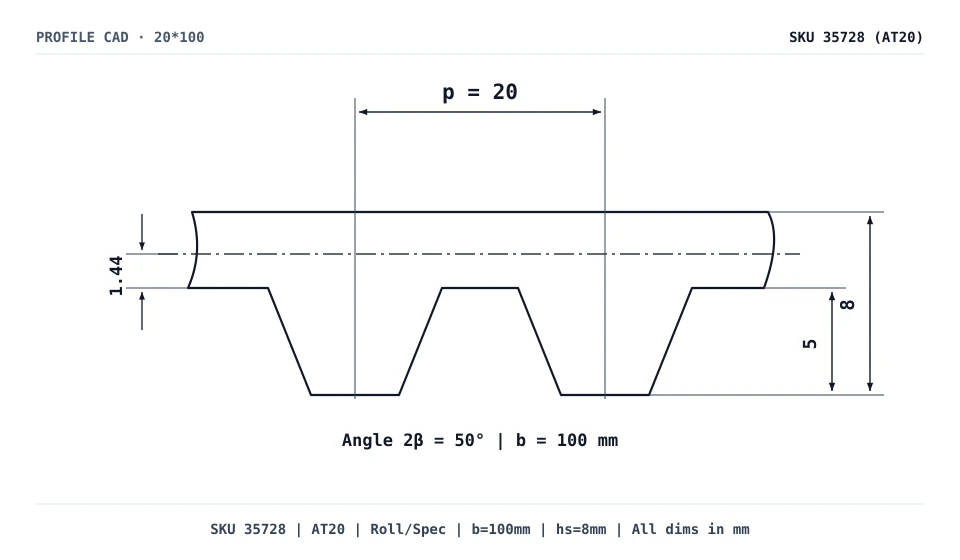 PROFILE CAD · 20*100
SKU 35728 (AT20)
p = 20
1.44
8
5
Angle 2β = 50° | b = 100 mm
SKU 35728 | AT20 | Roll/Spec | b=100mm | hs=8mm | All dims in mm